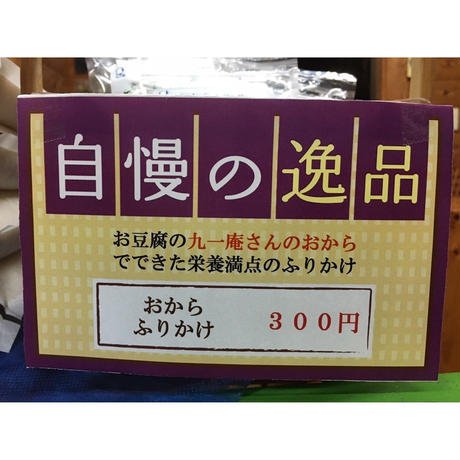 自慢の逸品
お豆腐の九一庵さんのおから
でできた栄養満点のふりかけ
おから
ふりかけ
３００円